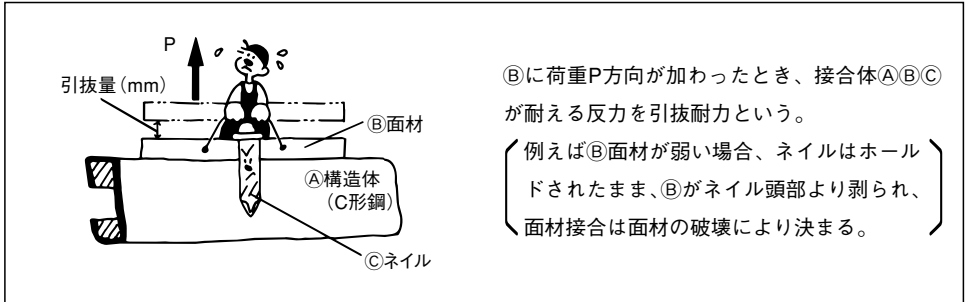 P
引抜量(mm)
Ⓑ面材
Ⓐ構造体
(C形鋼)
Ⓒネイル
Ⓑに荷重P方向が加わったとき、接合体ⒶⒷⒸ
が耐える反力を引抜耐力という。
例えばⒷ面材が弱い場合、ネイルはホール
ドされたまま、Ⓑがネイル頭部より剥られ、
面材接合は面材の破壊により決まる。